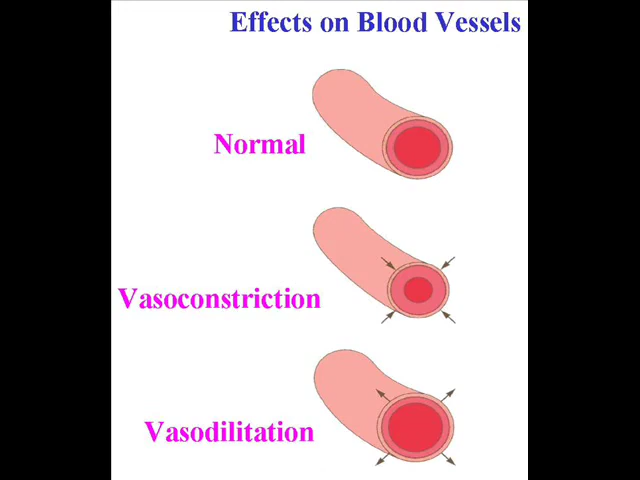 Effects on Blood Vessels
Normal
Vasoconstriction
Vasodilitation